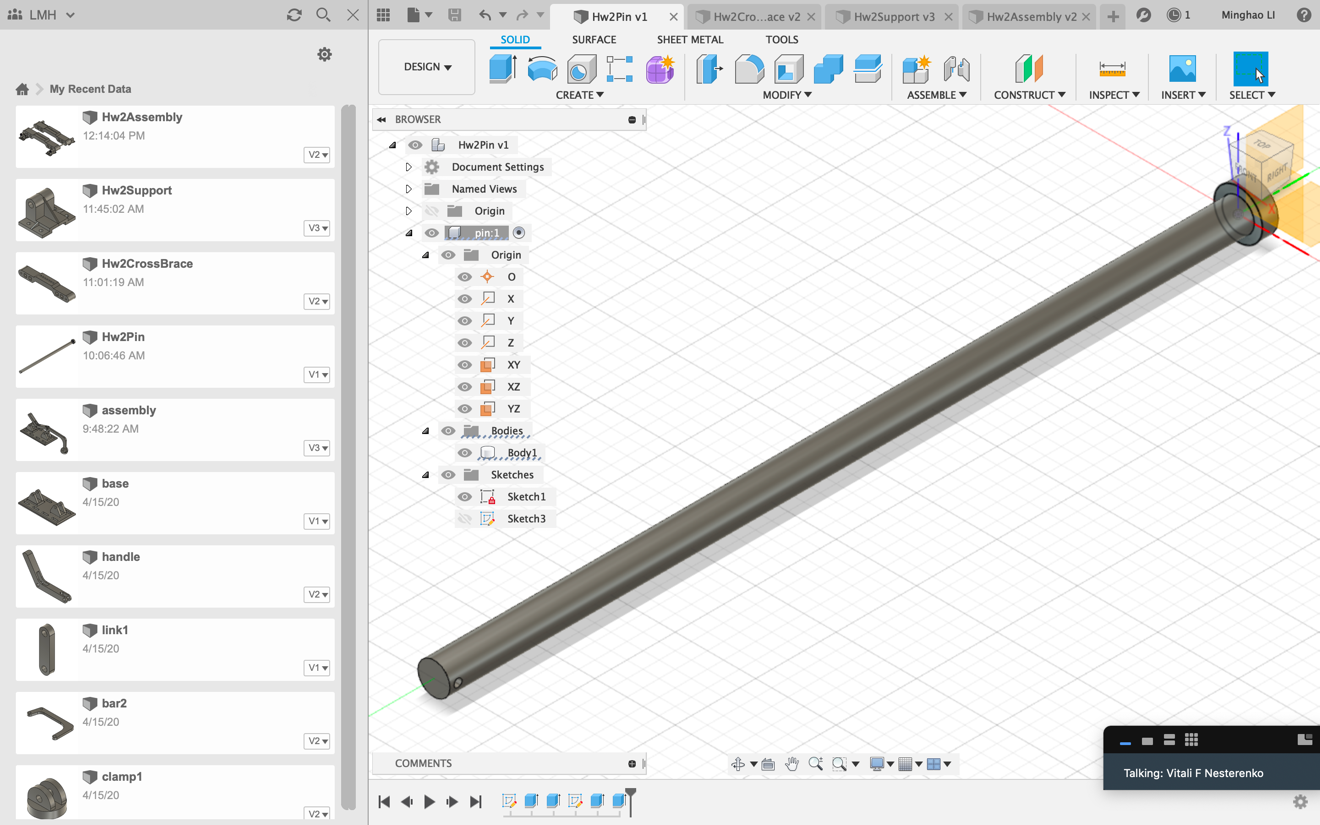 LMH
Hw2Pin v1
Hw2Cro...ace v2
Hw2Support v3
Hw2Assembly v2
1
Minghao LI
SOLID
SURFACE
SHEET METAL
TOOLS
DESIGN
CREATE
MODIFY
ASSEMBLE
CONSTRUCT
INSPECT
INSERT
SELECT
My Recent Data
Hw2Assembly
12:14:04 PM
V2
Hw2Support
11:45:02 AM
V3
Hw2CrossBrace
11:01:19 AM
V2
Hw2Pin
10:06:46 AM
V1
assembly
9:48:22 AM
V3
base
4/15/20
V1
handle
4/15/20
V2
link1
4/15/20
V1
bar2
4/15/20
V2
clamp1
4/15/20
V2
BROWSER
Hw2Pin v1
Document Settings
Named Views
Origin
pin:1
Origin
O
X
Y
Z
XY
XZ
YZ
Bodies
Body1
Sketches
Sketch1
Sketch3
Z
TOP
FRONT
RIGHT
X
COMMENTS
Talking: Vitali F Nesterenko